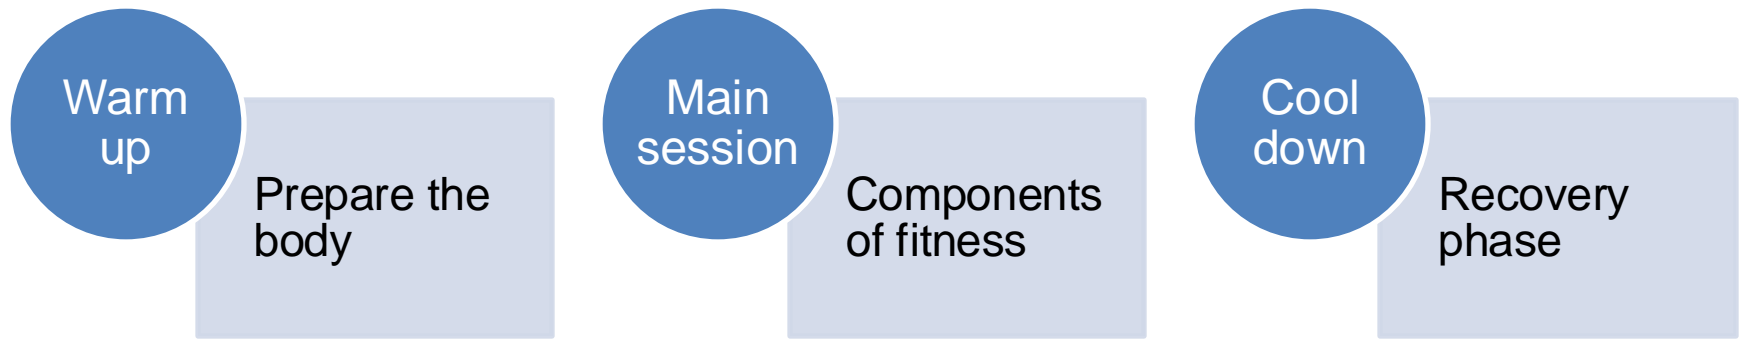 Warm
up
Prepare the
body
Main
session
Components
of fitness
Cool
down
Recovery
phase